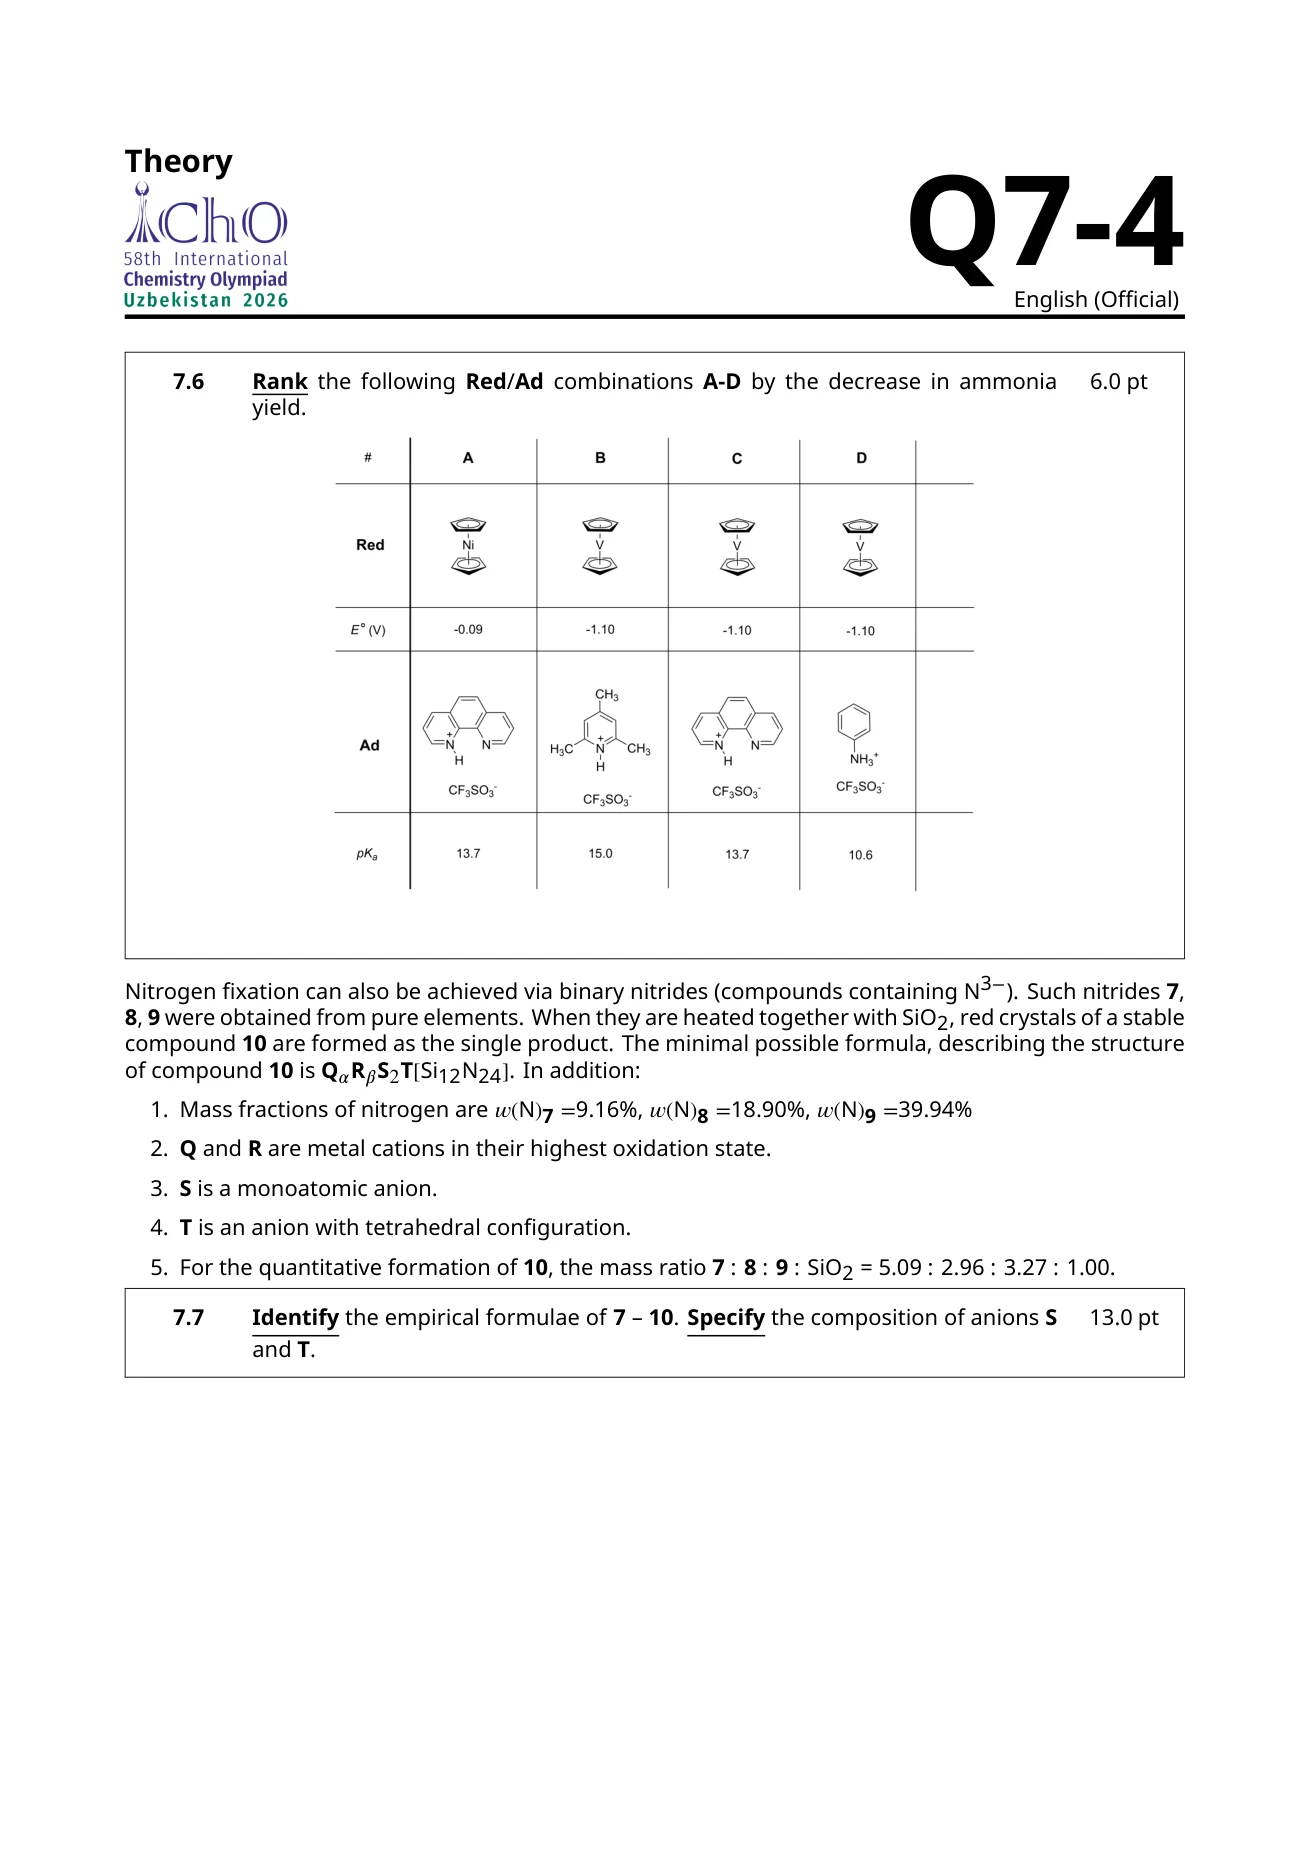 Theory
iChO
58th International
Chemistry Olympiad
Uzbekistan 2026
Q7-4
English (Official)
7.6 Rank the following Red/Ad combinations A-D by the decrease in ammonia yield. 6.0 pt
# A B C D
Red Ni V V V
E° (V) -0.09 -1.10 -1.10 -1.10
Ad
N+ H N CF3SO3-
CH3 H3C N+ H CH3 CF3SO3-
N+ H N CF3SO3-
NH3+ CF3SO3-
pKa 13.7 15.0 13.7 10.6
Nitrogen fixation can also be achieved via binary nitrides (compounds containing N³⁻). Such nitrides 7,
8, 9 were obtained from pure elements. When they are heated together with SiO₂, red crystals of a stable
compound 10 are formed as the single product. The minimal possible formula, describing the structure
of compound 10 is QαRβS₂T[Si₁₂N₂₄]. In addition:
1. Mass fractions of nitrogen are w(N)₇ =9.16%, w(N)₈ =18.90%, w(N)₉ =39.94%
2. Q and R are metal cations in their highest oxidation state.
3. S is a monoatomic anion.
4. T is an anion with tetrahedral configuration.
5. For the quantitative formation of 10, the mass ratio 7 : 8 : 9 : SiO₂ = 5.09 : 2.96 : 3.27 : 1.00.
7.7 Identify the empirical formulae of 7 – 10. Specify the composition of anions S 13.0 pt
and T.